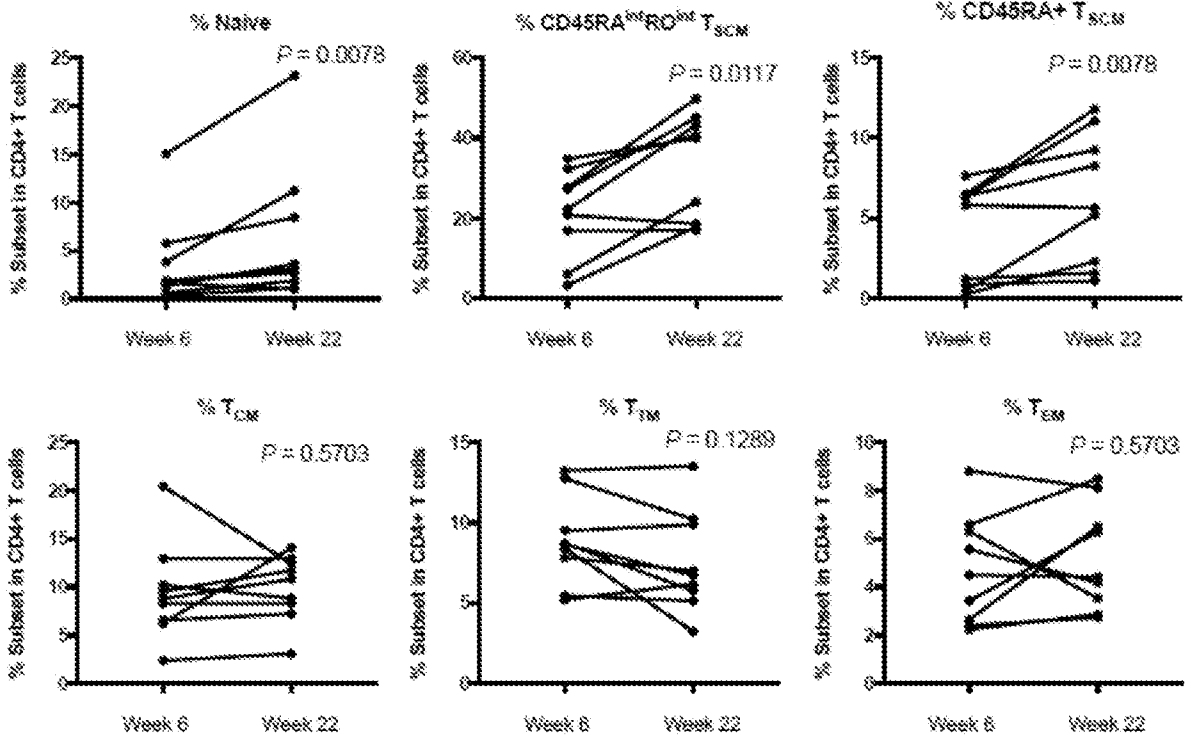 % Naive
P = 0.0078
% Subset in CD4+ T cells
25
20
15
10
5
0
Week 6
Week 22
% CD45RAintROint TSCM
P = 0.0117
% Subset in CD4+ T cells
60
40
20
0
Week 6
Week 22
% CD45RA+ TSCM
P = 0.0078
% Subset in CD4+ T cells
15
10
5
0
Week 6
Week 22
% TCM
P = 0.5703
% Subset in CD4+ T cells
25
20
15
10
5
0
Week 6
Week 22
% TTM
P = 0.1289
% Subset in CD4+ T cells
15
10
5
0
Week 6
Week 22
% TEM
P = 0.5703
% Subset in CD4+ T cells
10
8
6
4
2
0
Week 6
Week 22